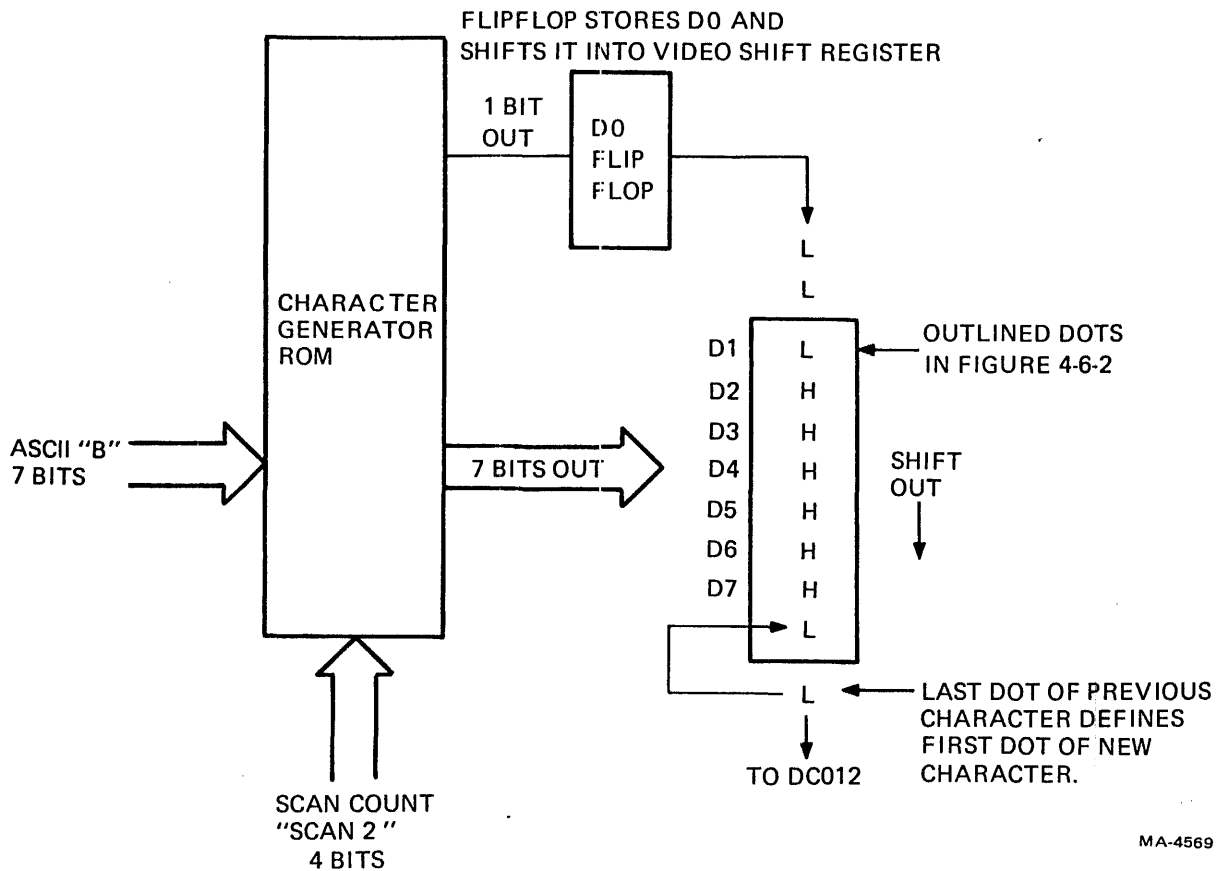 FLIPFLOP STORES D0 AND
SHIFTS IT INTO VIDEO SHIFT REGISTER
1 BIT
OUT
D0
FLIP
FLOP
L
L
CHARACTER
GENERATOR
ROM
D1 L
OUTLINED DOTS
IN FIGURE 4-6-2
D2 H
D3 H
D4 H
D5 H
D6 H
D7 H
L
ASCII "B"
7 BITS
7 BITS OUT
SHIFT
OUT
L
LAST DOT OF PREVIOUS
CHARACTER DEFINES
FIRST DOT OF NEW
CHARACTER.
TO DC012
SCAN COUNT
"SCAN 2"
4 BITS
MA-4569